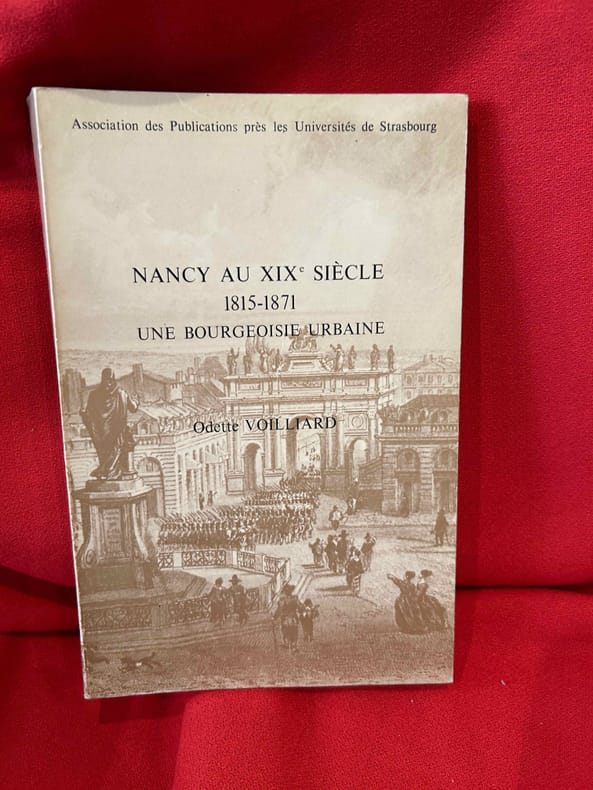 Association des Publications près les Universités de Strasbourg
NANCY AU XIXe SIÈCLE
1815-1871
UNE BOURGEOISIE URBAINE
Odette VOILLIARD